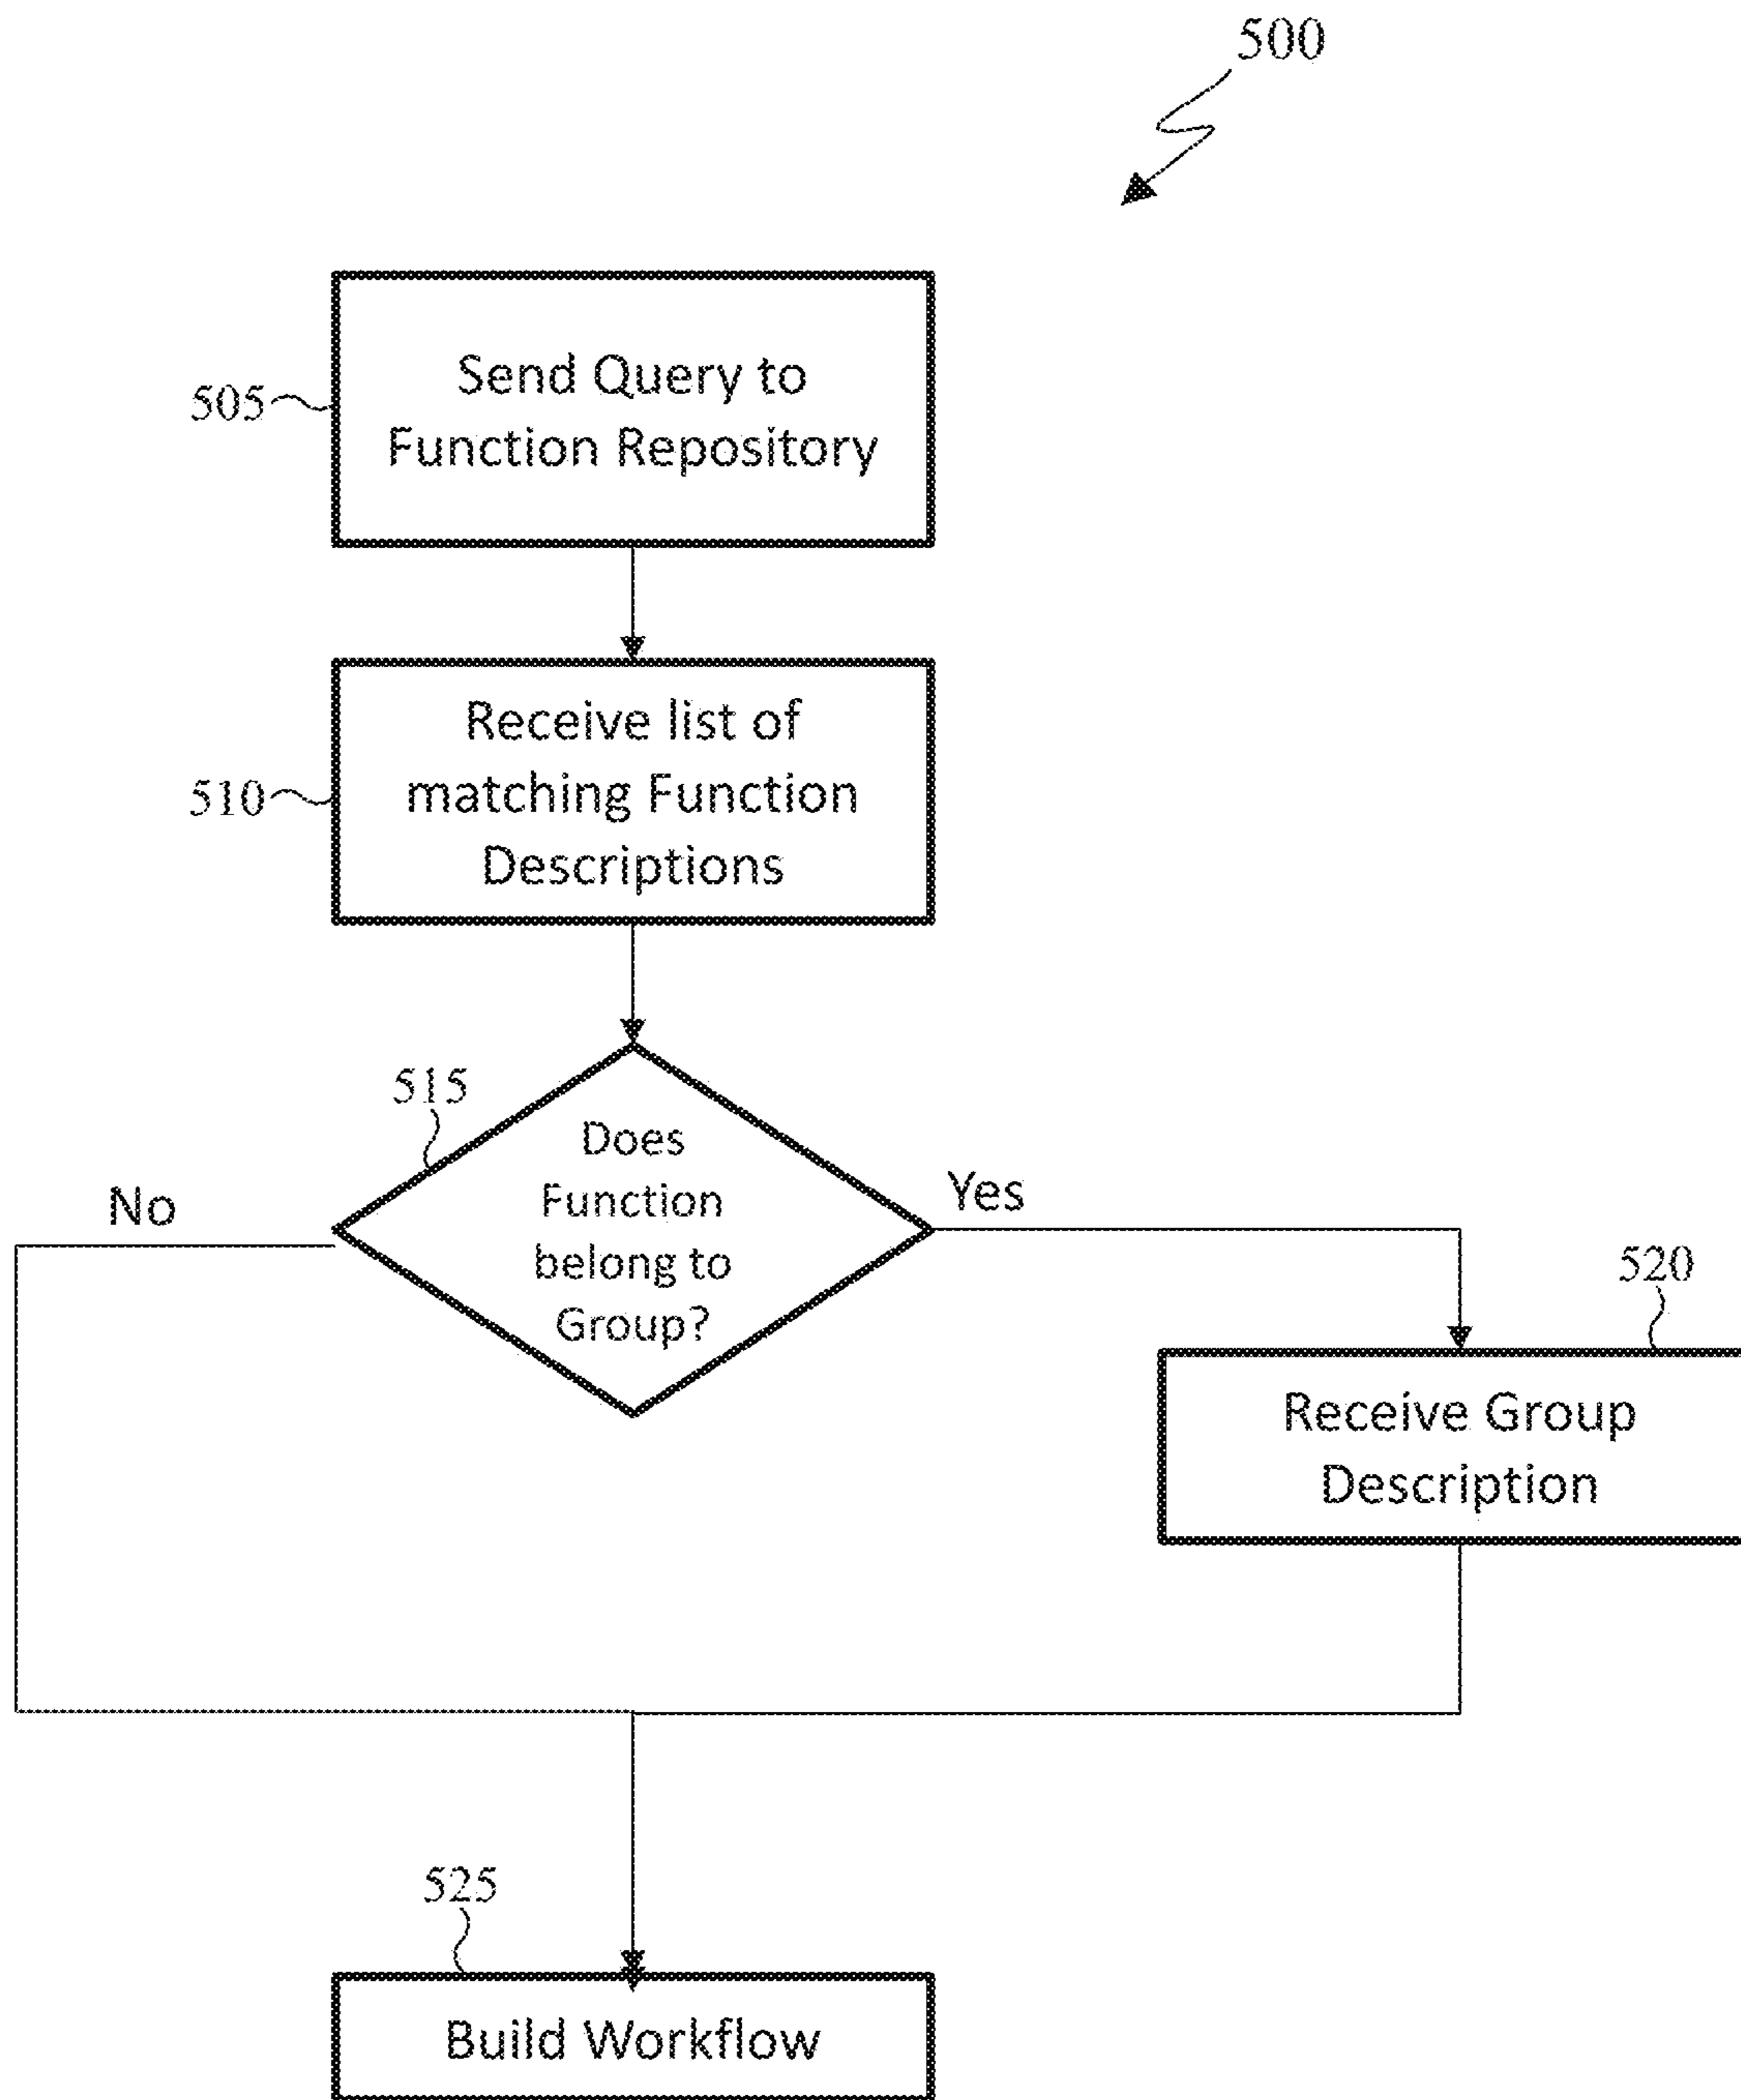 500
505
Send Query to
Function Repository
510
Receive list of
matching Function
Descriptions
515
Does
Function
belong to
Group?
No
Yes
520
Receive Group
Description
525
Build Workflow